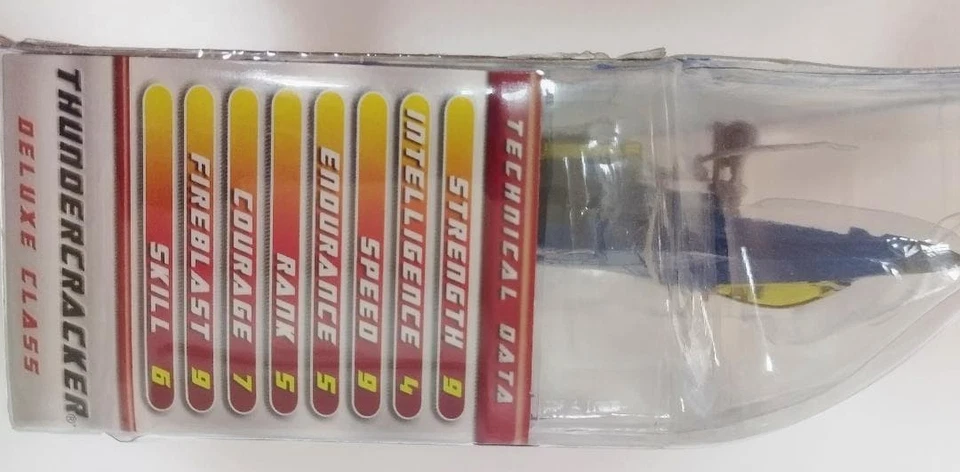 TECHNICAL DATA
STRENGTH 9
INTELLIGENCE 4
SPEED 9
ENDURANCE 5
RANK 5
COURAGE 7
FIREBLAST 9
SKILL 6
THUNDERCRACKER®
DELUXE CLASS